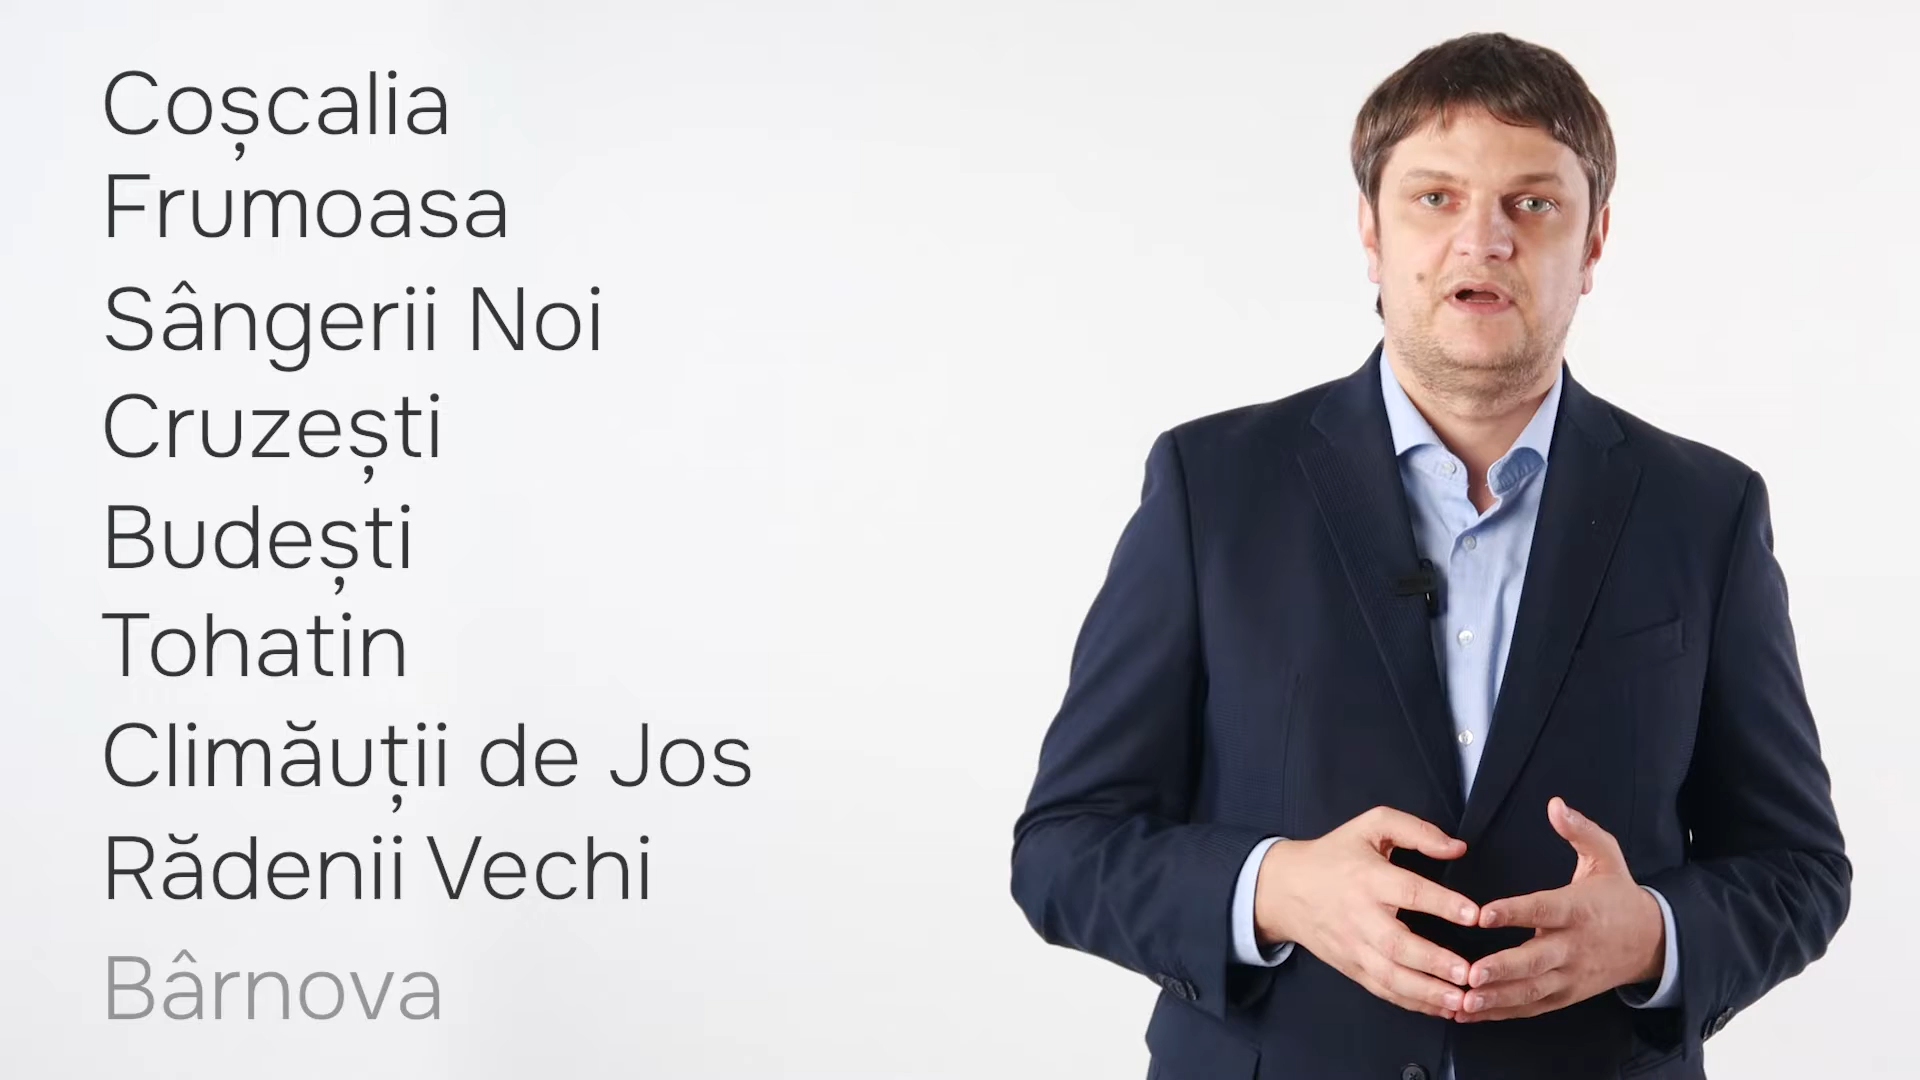 Coșcalia
Frumoasa
Sângerii Noi
Cruzești
Budești
Tohatin
Climăuții de Jos
Rădenii Vechi
Bârnova